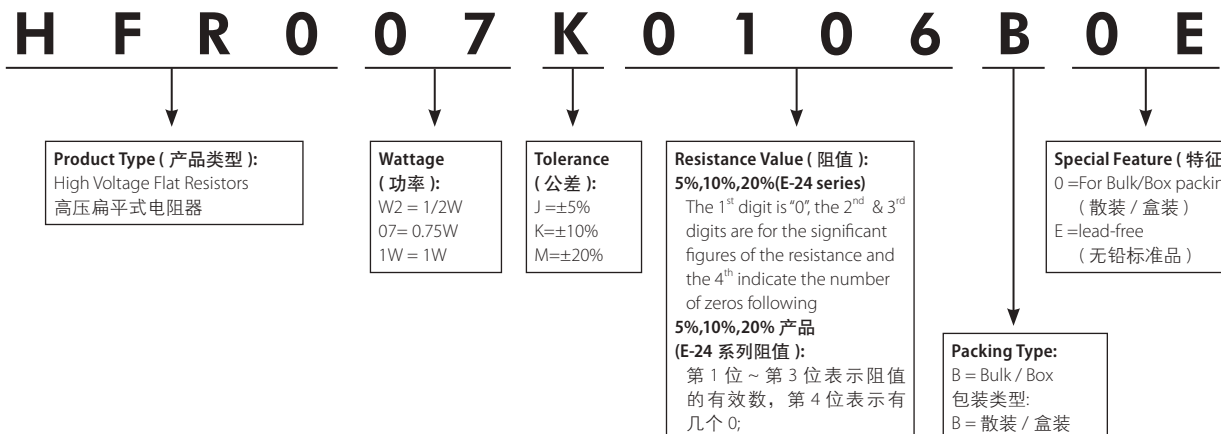 H F R 0 0 7 K 0 1 0 6 B 0 E
Product Type ( 产品类型 ):
High Voltage Flat Resistors
高压扁平式电阻器
Wattage
( 功率 ):
W2 = 1/2W
07= 0.75W
1W = 1W
Tolerance
( 公差 ):
J =±5%
K=±10%
M=±20%
Resistance Value ( 阻值 ):
5%,10%,20%(E-24 series)
The 1st digit is "0", the 2nd & 3rd
digits are for the significant
figures of the resistance and
the 4th indicate the number
of zeros following
5%,10%,20% 产品
(E-24 系列阻值 ):
第 1 位 ~ 第 3 位表示阻值
的有效数，第 4 位表示有
几个 0;
Packing Type:
B = Bulk / Box
包装类型:
B = 散装 / 盒装
Special Feature ( 特征
0 =For Bulk/Box packin
( 散装 / 盒装 )
E =lead-free
( 无铅标准品 )